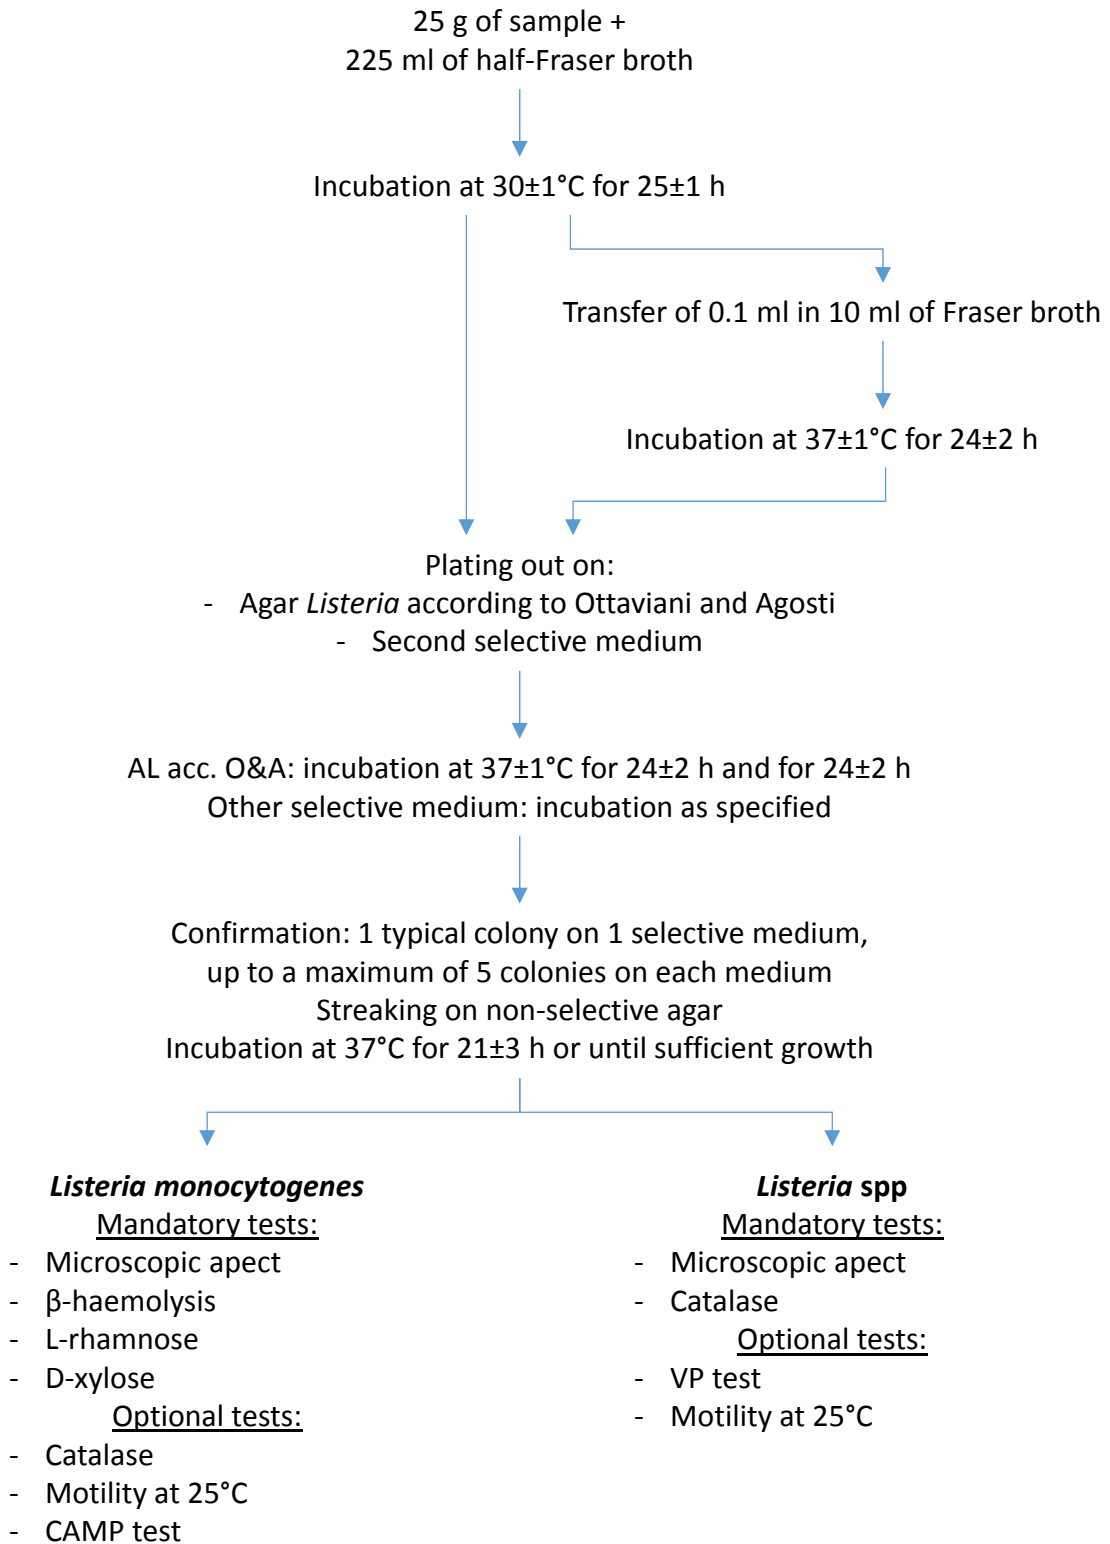 25 g of sample +
225 ml of half-Fraser broth
Incubation at 30±1°C for 25±1 h
Transfer of 0.1 ml in 10 ml of Fraser broth
Incubation at 37±1°C for 24±2 h
Plating out on:
- Agar Listeria according to Ottaviani and Agosti
- Second selective medium
AL acc. O&A: incubation at 37±1°C for 24±2 h and for 24±2 h
Other selective medium: incubation as specified
Confirmation: 1 typical colony on 1 selective medium,
up to a maximum of 5 colonies on each medium
Streaking on non-selective agar
Incubation at 37°C for 21±3 h or until sufficient growth
Listeria monocytogenes
Mandatory tests:
- Microscopic apect
- β-haemolysis
- L-rhamnose
- D-xylose
Optional tests:
- Catalase
- Motility at 25°C
- CAMP test
Listeria spp
Mandatory tests:
- Microscopic apect
- Catalase
Optional tests:
- VP test
- Motility at 25°C